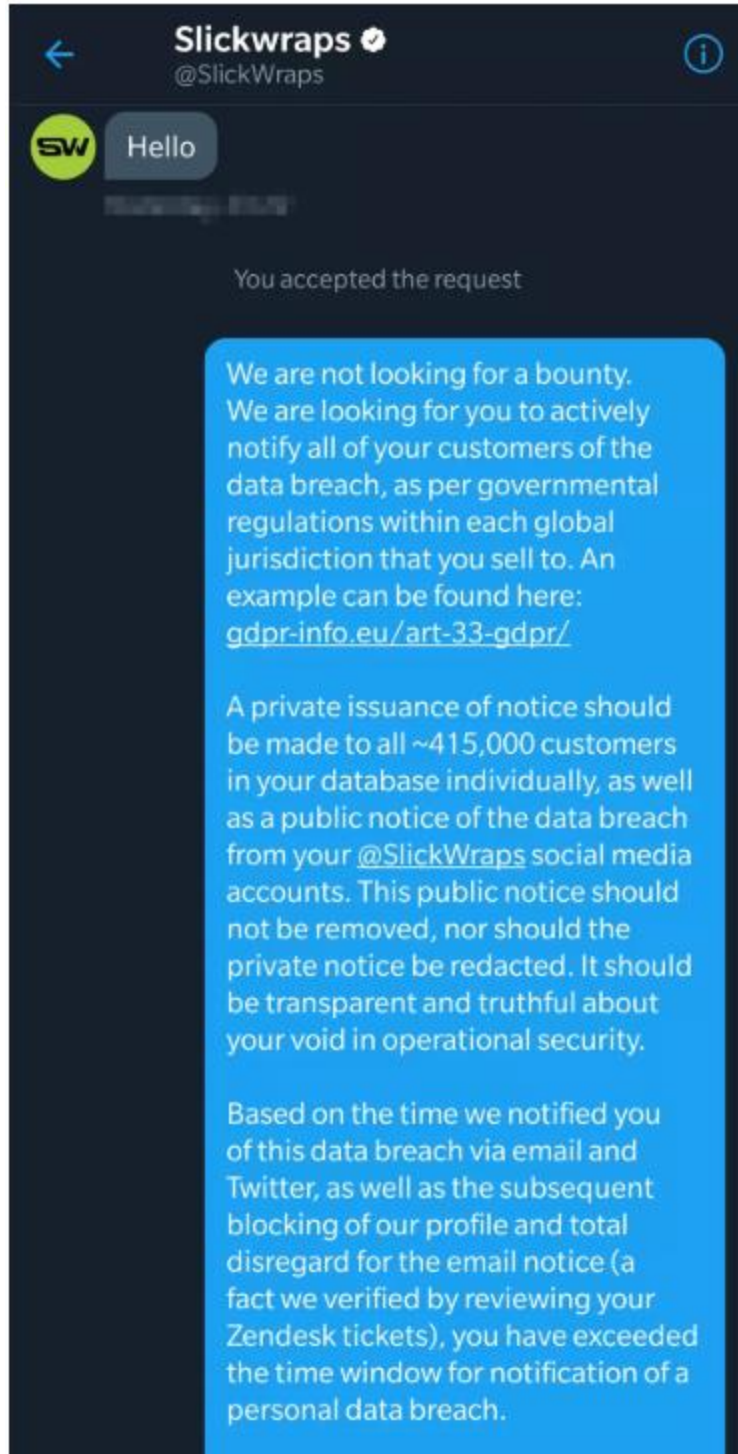 Slickwraps
@SlickWraps
SW
Hello
You accepted the request
We are not looking for a bounty.
We are looking for you to actively
notify all of your customers of the
data breach, as per governmental
regulations within each global
jurisdiction that you sell to. An
example can be found here:
gdpr-info.eu/art-33-gdpr/
A private issuance of notice should
be made to all ~415,000 customers
in your database individually, as well
as a public notice of the data breach
from your @SlickWraps social media
accounts. This public notice should
not be removed, nor should the
private notice be redacted. It should
be transparent and truthful about
your void in operational security.
Based on the time we notified you
of this data breach via email and
Twitter, as well as the subsequent
blocking of our profile and total
disregard for the email notice (a
fact we verified by reviewing your
Zendesk tickets), you have exceeded
the time window for notification of a
personal data breach.